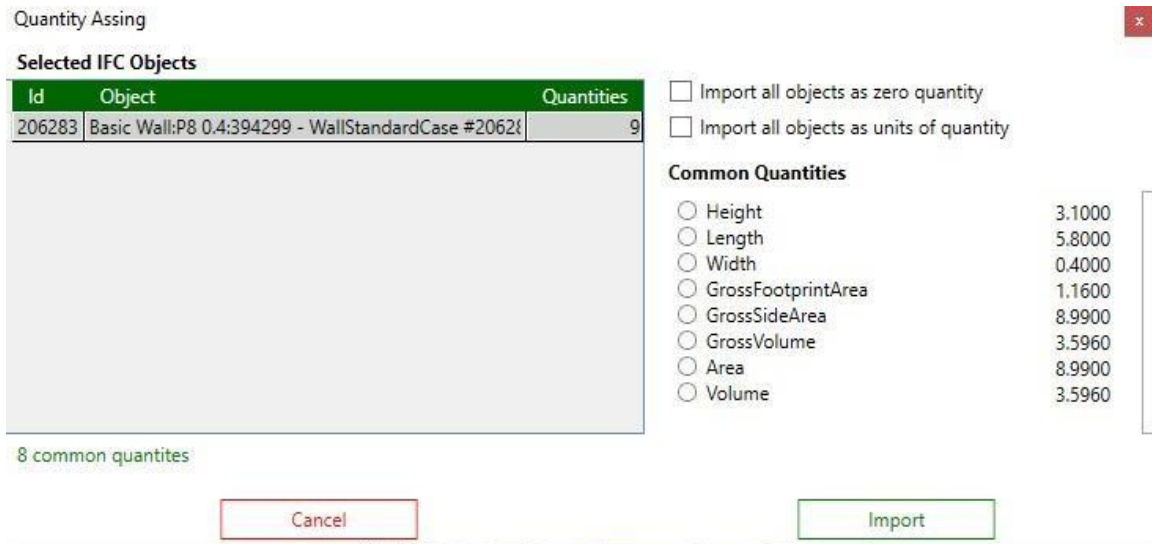 Quantity Assing
x
Selected IFC Objects
Id Object Quantities
206283 Basic Wall:P8 0.4:394299 - WallStandardCase #20628 9
Import all objects as zero quantity
Import all objects as units of quantity
Common Quantities
Height 3.1000
Length 5.8000
Width 0.4000
GrossFootprintArea 1.1600
GrossSideArea 8.9900
GrossVolume 3.5960
Area 8.9900
Volume 3.5960
8 common quantites
Cancel Import